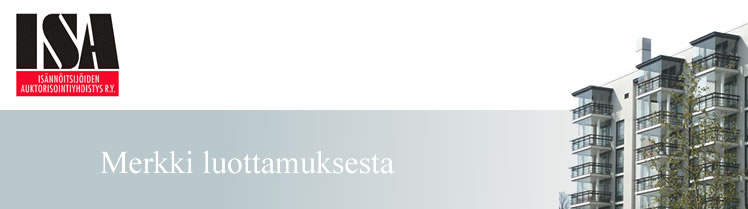 ISA
ISÄNNÖITSIJÖIDEN
AUKTORISOINTIYHDISTYS R.Y.
Merkki luottamuksesta